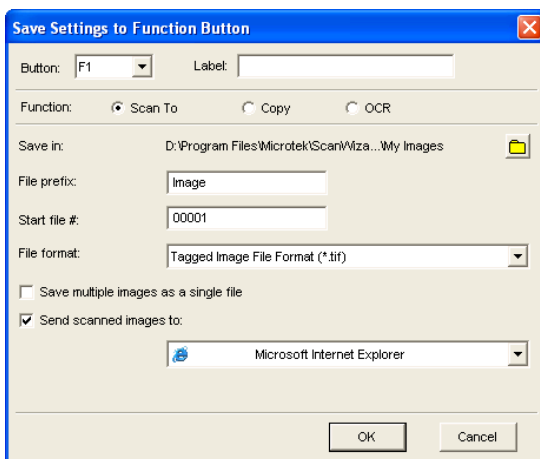 Save Settings to Function Button
Button: F1 Label:
Function: Scan To Copy OCR
Save in: D:\Program Files\Microtek\ScanWiza...\My Images
File prefix: Image
Start file #: 00001
File format: Tagged Image File Format (*.tif)
Save multiple images as a single file
Send scanned images to:
Microsoft Internet Explorer
OK Cancel